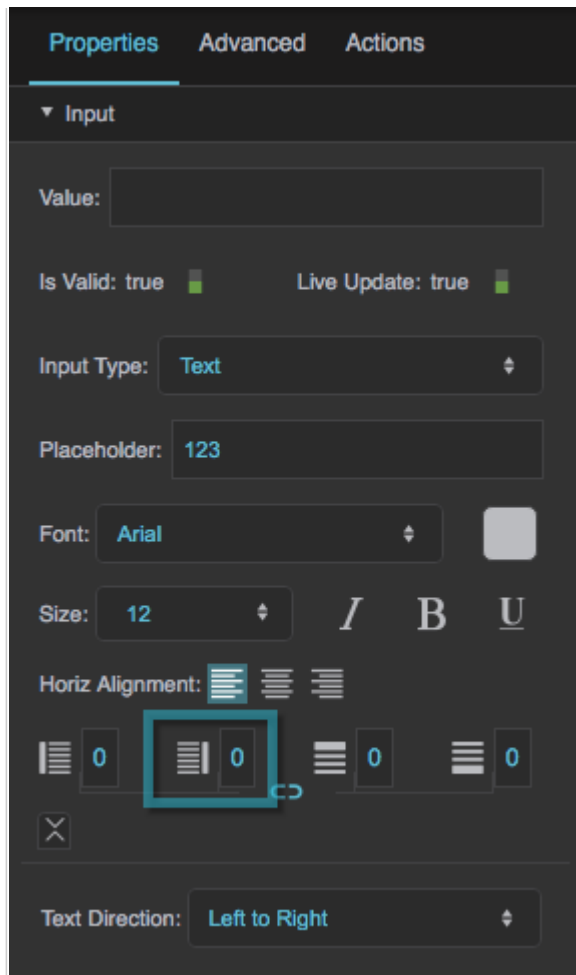 Properties Advanced Actions
Input
Value:
Is Valid: true Live Update: true
Input Type: Text
Placeholder: 123
Font: Arial
Size: 12 I B U
Horiz Alignment:
0 0 0 0
Text Direction: Left to Right